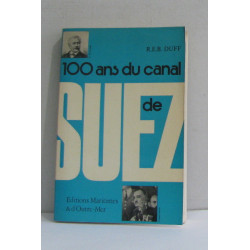 R.E.B. DUFF
100 ans du canal
de
SUEZ
Éditions Maritimes
& d'Outre-Mer